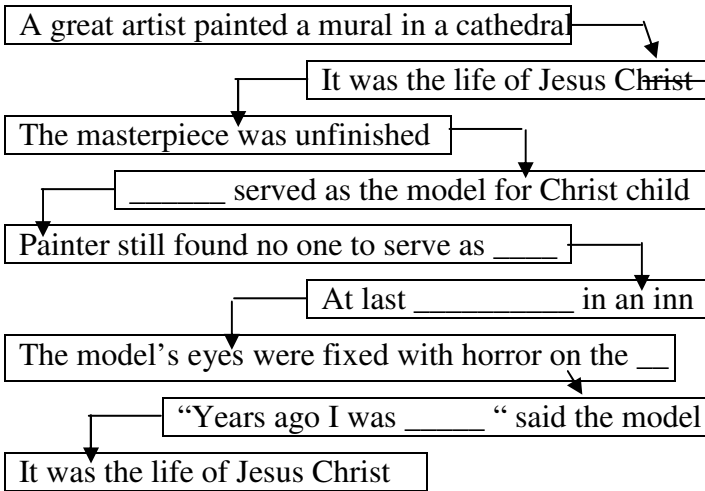 A great artist painted a mural in a cathedral
It was the life of Jesus Christ
The masterpiece was unfinished
______ served as the model for Christ child
Painter still found no one to serve as ____
At last __________ in an inn
The model’s eyes were fixed with horror on the __
“Years ago I was _____ “ said the model
It was the life of Jesus Christ